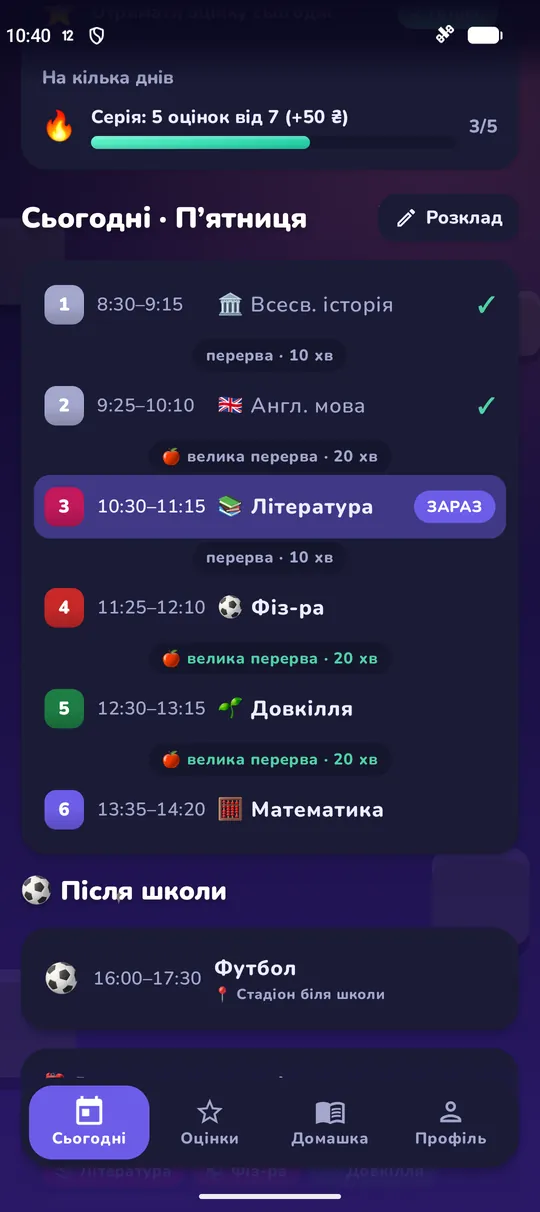 10:40 12
На кілька днів
Серія: 5 оцінок від 7 (+50 ₴)
3/5
Сьогодні · П’ятниця
Розклад
1 8:30–9:15 Всесв. історія ✓
перерва · 10 хв
2 9:25–10:10 Англ. мова ✓
велика перерва · 20 хв
3 10:30–11:15 Література ЗАРАЗ
перерва · 10 хв
4 11:25–12:10 Фіз-ра
велика перерва · 20 хв
5 12:30–13:15 Довкілля
велика перерва · 20 хв
6 13:35–14:20 Математика
Після школи
16:00–17:30 Футбол
Стадіон біля школи
Сьогодні Оцінки Домашка Профіль
Література Фіз-ра Довкілля